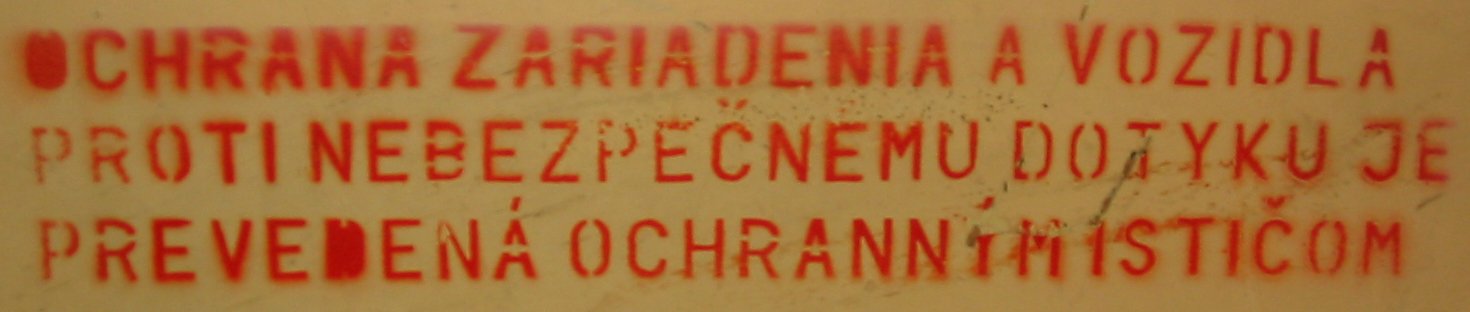 OCHRANA ZARIADENIA A VOZIDLA
PROTI NEBEZPEČNEMU DOTYKU JE
PREVEDENÁ OCHRANNÝM ISTIČOM